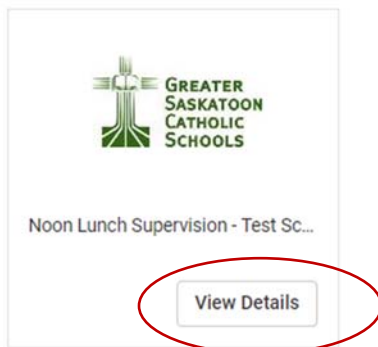 GREATER
SASKATOON
CATHOLIC
SCHOOLS
Noon Lunch Supervision - Test Sc...
View Details